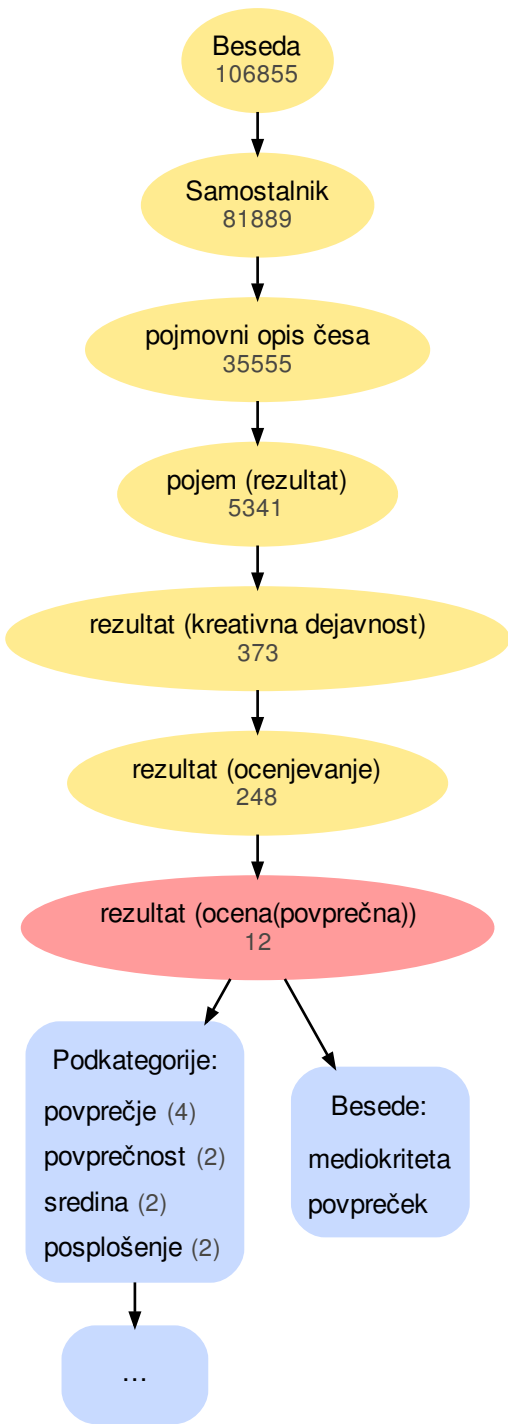 Beseda
106855
Samostalnik
81889
pojmovni opis česa
35555
pojem (rezultat)
5341
rezultat (kreativna dejavnost)
373
rezultat (ocenjevanje)
248
rezultat (ocena(povprečna))
12
Podkategorije:
povprečje (4)
povprečnost (2)
sredina (2)
posplošenje (2)
Besede:
mediokriteta
povpreček
...